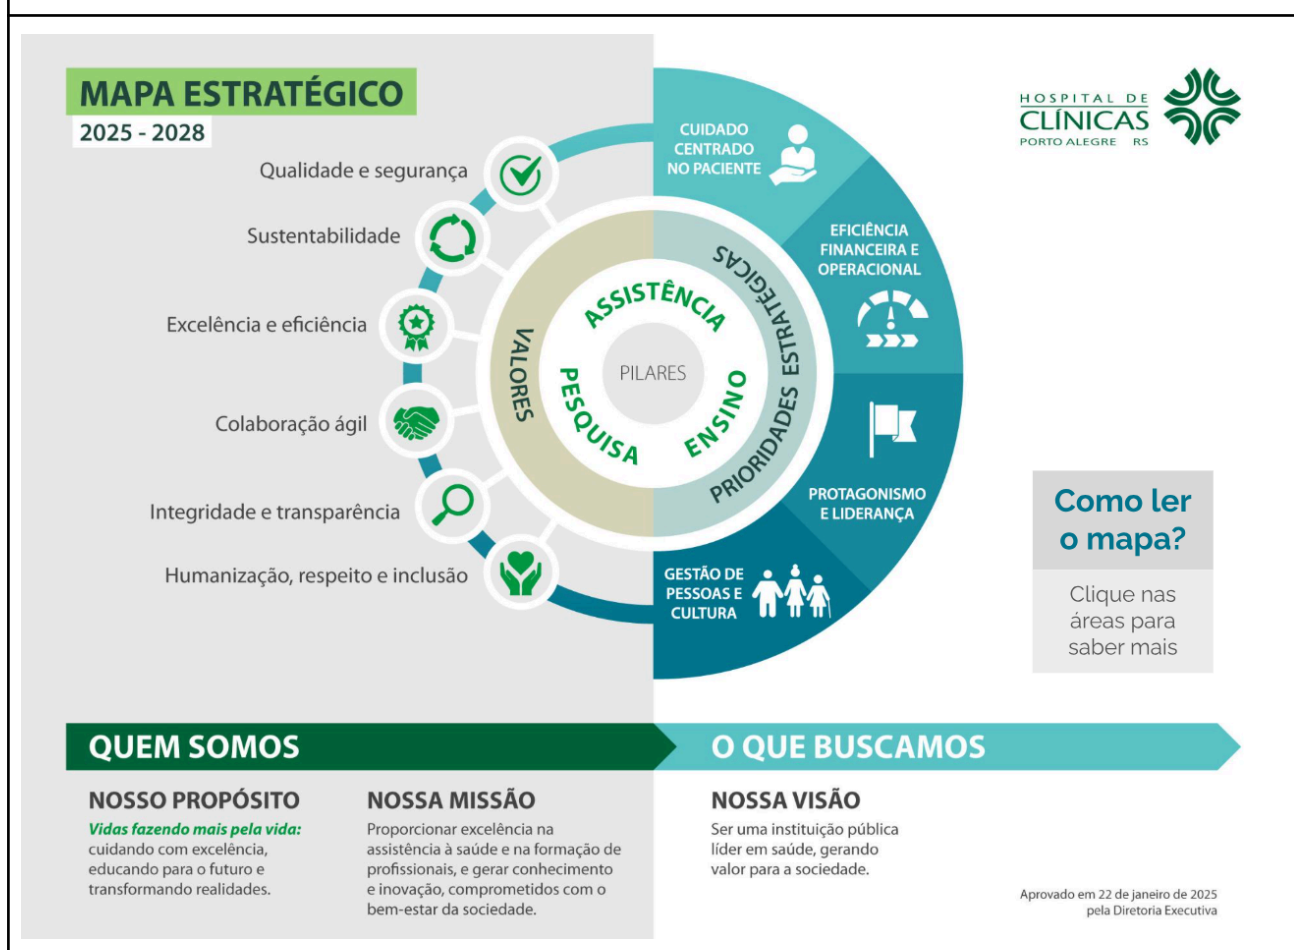 MAPA ESTRATÉGICO
2025 - 2028
Qualidade e segurança
Sustentabilidade
Excelência e eficiência
Colaboração ágil
Integridade e transparência
Humanização, respeito e inclusão
VALORES
PILARES
ASSISTÊNCIA
ENSINO
PESQUISA
PRIORIDADES ESTRATÉGICAS
CUIDADO
CENTRADO
NO PACIENTE
EFICIÊNCIA
FINANCEIRA E
OPERACIONAL
PROTAGONISMO
E LIDERANÇA
GESTÃO DE
PESSOAS E
CULTURA
HOSPITAL DE
CLÍNICAS
PORTO ALEGRE RS
Como ler
o mapa?
Clique nas
áreas para
saber mais
QUEM SOMOS
NOSSO PROPÓSITO
Vidas fazendo mais pela vida:
cuidando com excelência,
educando para o futuro e
transformando realidades.
NOSSA MISSÃO
Proporcionar excelência na
assistência à saúde e na formação de
profissionais, e gerar conhecimento
e inovação, comprometidos com o
bem-estar da sociedade.
O QUE BUSCAMOS
NOSSA VISÃO
Ser uma instituição pública
líder em saúde, gerando
valor para a sociedade.
Aprovado em 22 de janeiro de 2025
pela Diretoria Executiva